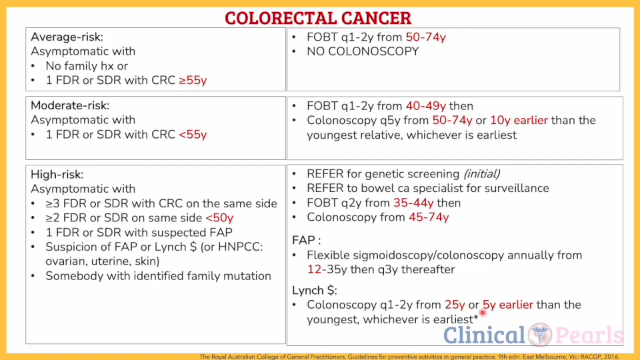 COLORECTAL CANCER
Average-risk:
Asymptomatic with
• No family hx or
• 1 FDR or SDR with CRC ≥55y
• FOBT q1-2y from 50-74y
• NO COLONOSCOPY
Moderate-risk:
Asymptomatic with
• 1 FDR or SDR with CRC <55y
• FOBT q1-2y from 40-49y then
• Colonoscopy q5y from 50-74y or 10y earlier than the
youngest relative, whichever is earliest
High-risk:
Asymptomatic with
• ≥3 FDR or SDR with CRC on the same side
• ≥2 FDR or SDR on same side <50y
• 1 FDR or SDR with suspected FAP
• Suspicion of FAP or Lynch $ (or HNPCC:
ovarian, uterine, skin)
• Somebody with identified family mutation
• REFER for genetic screening (initial)
• REFER to bowel ca specialist for surveillance
• FOBT q2y from 35-44y then
• Colonoscopy from 45-74y
FAP :
• Flexible sigmoidoscopy/colonoscopy annually from
12-35y then q3y thereafter
Lynch $:
• Colonoscopy q1-2y from 25y or 5y earlier than the
youngest, whichever is earliest*
Clinical Pearls
The Royal Australian College of General Practitioners. Guidelines for preventive activities in general practice. 9th edn. East Melbourne, Vic: RACGP, 2016.